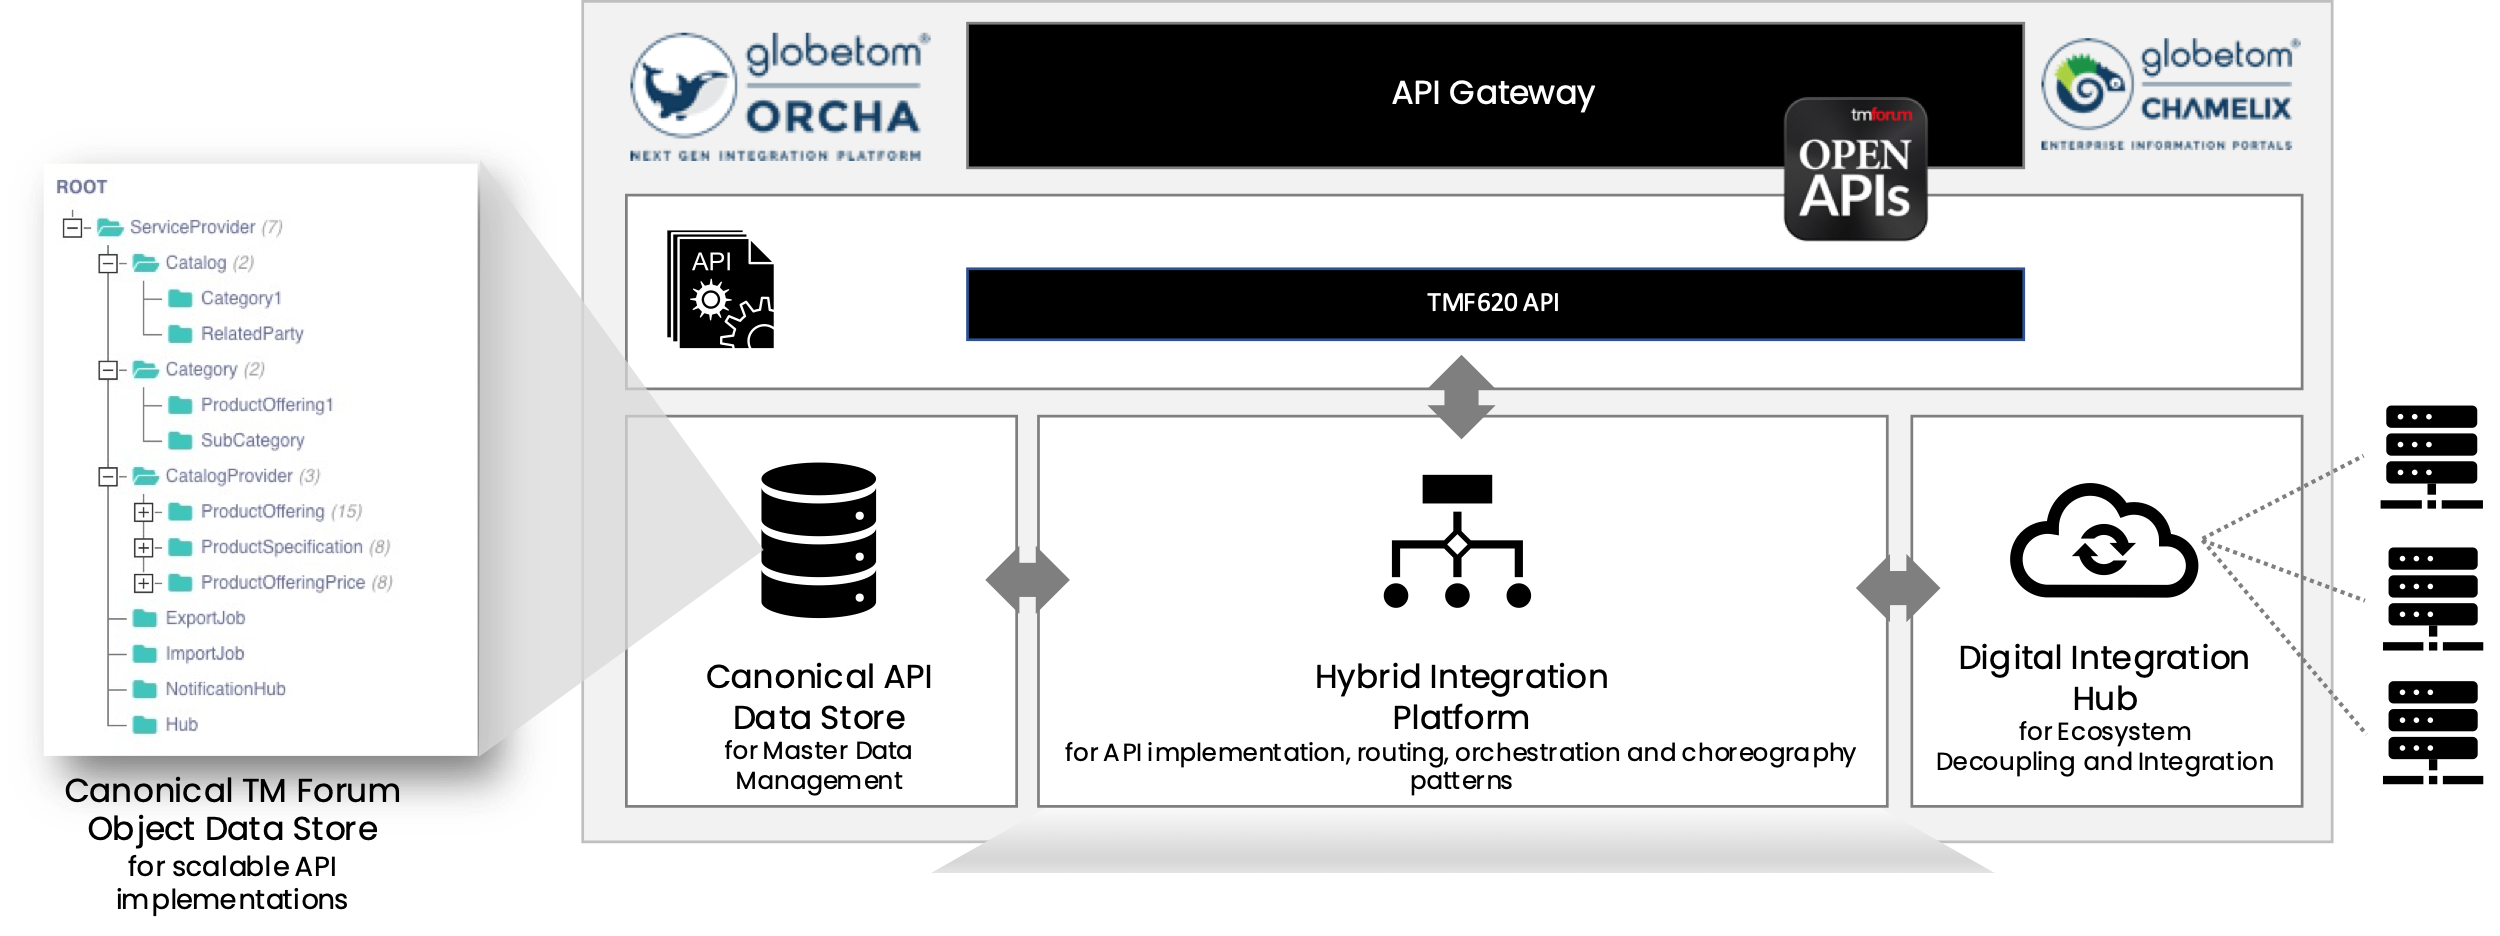 globetom®
ORCHA
NEXT GEN INTEGRATION PLATFORM
API Gateway
tmforum
OPEN
APIs
globetom®
CHAMELIX
ENTERPRISE INFORMATION PORTALS
ROOT
ServiceProvider (7)
Catalog (2)
Category1
RelatedParty
Category (2)
ProductOffering1
SubCategory
CatalogProvider (3)
ProductOffering (15)
ProductSpecification (8)
ProductOfferingPrice (8)
ExportJob
ImportJob
NotificationHub
Hub
Canonical TM Forum
Object Data Store
for scalable API
implementations
API
TMF620 API
Canonical API
Data Store
for Master Data
Management
Hybrid Integration
Platform
for API implementation, routing, orchestration and choreography
patterns
Digital Integration
Hub
for Ecosystem
Decoupling and Integration